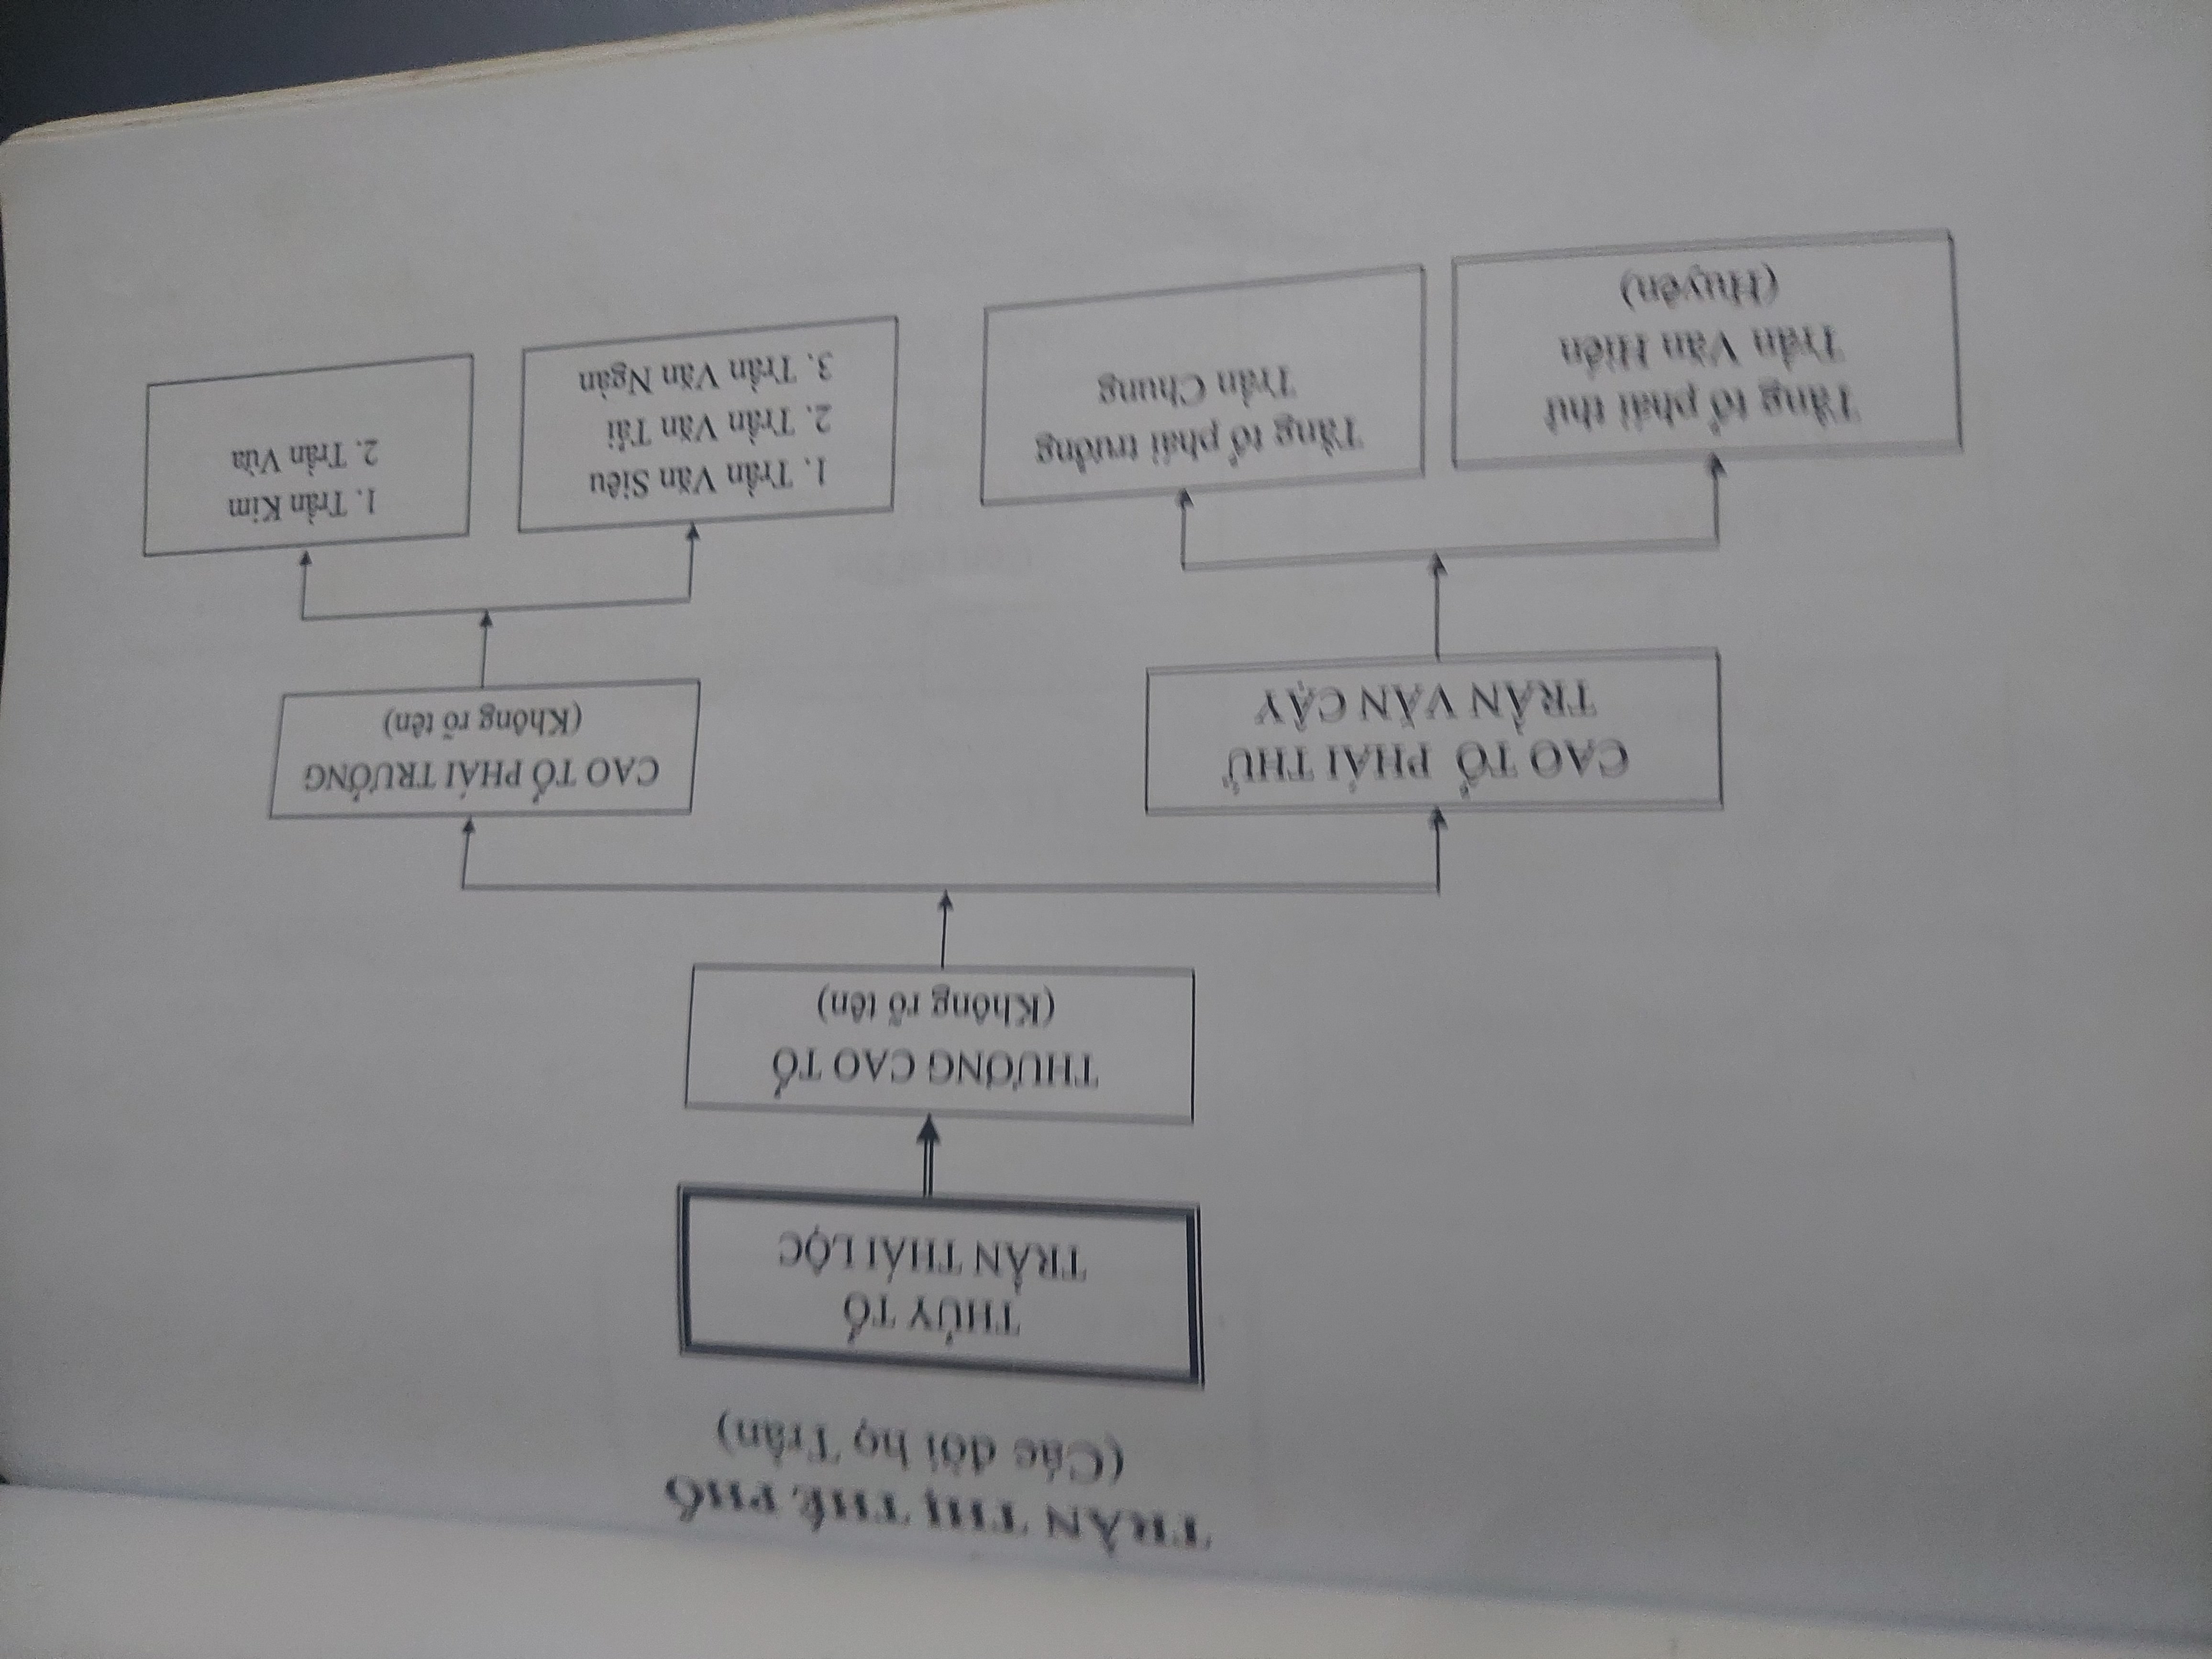 TRẦN THỊ THẾ PHỔ
(Các đời họ Trần)
THỦY TỔ
TRẦN THÁI LỘC
THƯỢNG CAO TỔ
(Không rõ tên)
CAO TỔ PHÁI THỨ
TRẦN VĂN CẬY
CAO TỔ PHÁI TRƯỞNG
(Không rõ tên)
Tằng tổ phái thứ
Trần Văn Hiền
(Huyên)
Tằng tổ phái trưởng
Trần Chung
1. Trần Văn Siêu
2. Trần Văn Tải
3. Trần Văn Ngàn
1. Trần Kim
2. Trần Vừa